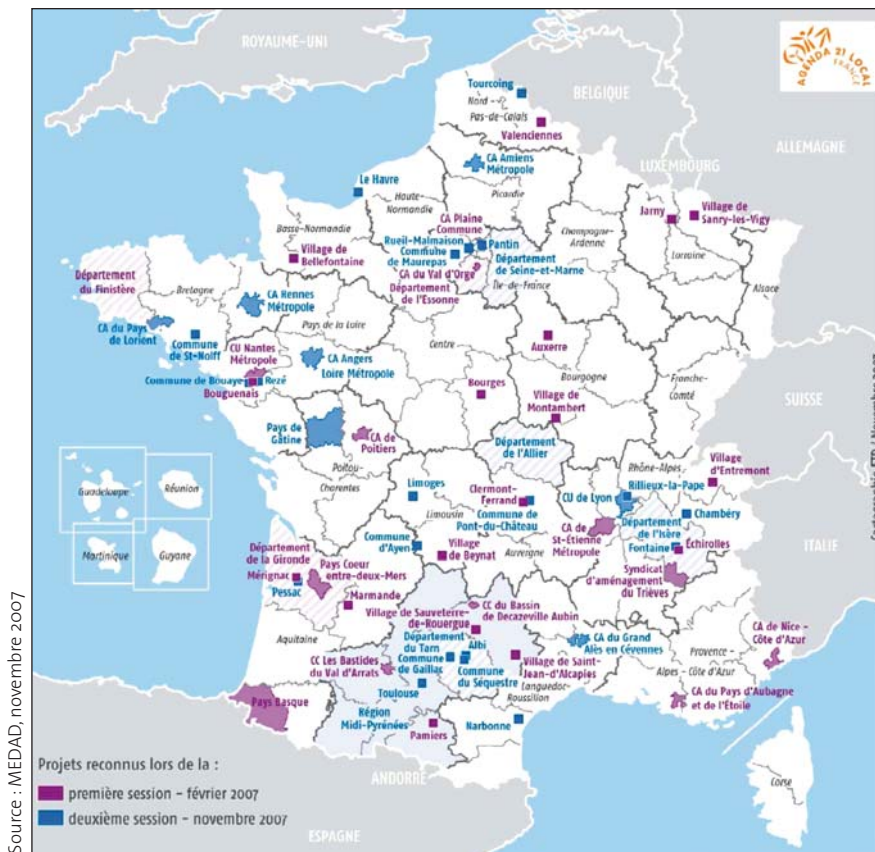 ROYAUME-UNI
AGENDA 21 LOCAL
FRANCE
BELGIQUE
ALLEMAGNE
LUXEMBOURG
SUISSE
ITALIE
ANDORRE
ESPAGNE
Tourcoing
Nord -
Pas-de-Calais
Valenciennes
CA Amiens
Métropole
Picardie
Le Havre
Haute-
Normandie
Basse-Normandie
Village de
Bellefontaine
CA Plaine
Commune
Rueil-Malmaison
Pantin
Commune
de Maurepas
CA du Val d'Orge
Département
de l'Essonne
Département
de Seine-et-Marne
Île-de-France
Champagne-
Ardenne
Jarny
Village de
Sanry-les-Vigy
Lorraine
Alsace
Département
du Finistère
Bretagne
CA Rennes
Métropole
CA du Pays
de Lorient
Commune
de St-Nolff
Pays de la Loire
CU Nantes
Métropole
CA Angers
Loire Métropole
Commune de Bouaye
Rezé
Bouguenais
Centre
Auxerre
Bourgogne
Bourges
Village de
Montambert
Franche-
Comté
Pays de
Gâtine
CA de
Poitiers
Poitou-
Charentes
Département
de l'Allier
Guadeloupe
Réunion
Martinique
Guyane
Limoges
Limousin
Clermont-
Ferrand
Commune de
Pont-du-Château
Auvergne
Rhône-Alpes
Village
d'Entremont
CU de Lyon
Rillieux-la-Pape
Chambéry
Département
de l'Isère
CA de
St-Étienne
Métropole
Fontaine
Échirolles
Syndicat
d'aménagement
du Trièves
Commune
d'Ayen
Village
de Beynat
Département
de la Gironde
Mérignac
Pessac
Pays Coeur
entre-deux-Mers
Marmande
Aquitaine
Village de Sauveterre-
de-Rouergue
CC du Bassin
de Decazeville Aubin
Département
du Tarn
Albi
Commune
de Gaillac
Commune
du Séquestre
CC Les Bastides
du Val d'Arrats
Village de Saint-
Jean-d'Alcapies
Languedoc-
Roussillon
Toulouse
Région
Midi-Pyrénées
Pays Basque
Pamiers
Narbonne
CA du Grand
Alès en Cévennes
Provence -
Alpes - Côte d'Azur
CA de Nice -
Côte d'Azur
CA du Pays d'Aubagne
et de l'Étoile
Corse
Projets reconnus lors de la :
première session - février 2007
deuxième session - novembre 2007
Source : MEDAD, novembre 2007